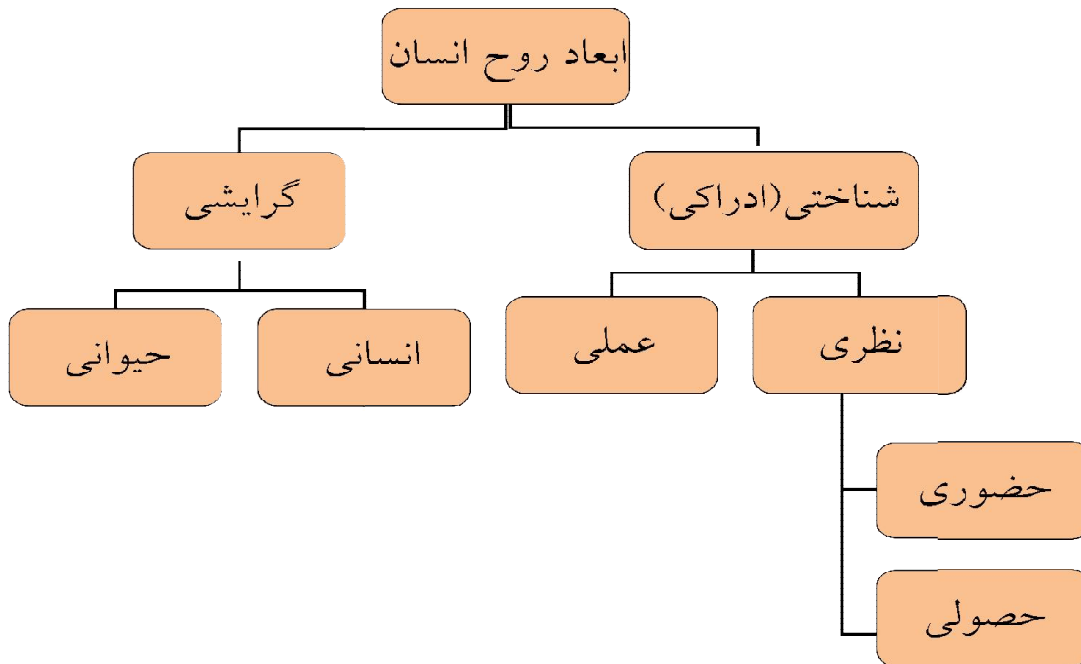 ابعاد روح انسان
شناختی(ادراکی)
گرایشی
نظری
عملی
انسانی
حیوانی
حضوری
حصولی